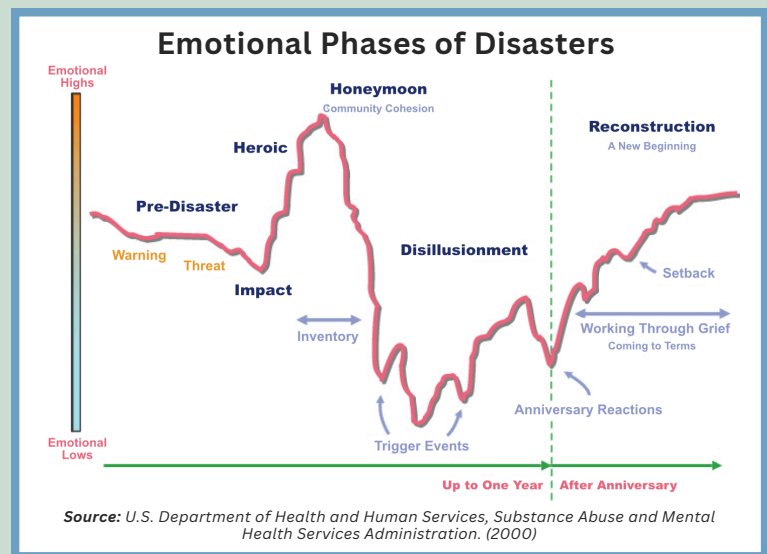 Emotional Phases of Disasters
Emotional
Highs
Honeymoon
Community Cohesion
Reconstruction
A New Beginning
Heroic
Pre-Disaster
Warning
Threat
Disillusionment
Setback
Impact
Inventory
Working Through Grief
Coming to Terms
Anniversary Reactions
Trigger Events
Emotional
Lows
Up to One Year
After Anniversary
Source: U.S. Department of Health and Human Services, Substance Abuse and Mental
Health Services Administration. (2000)